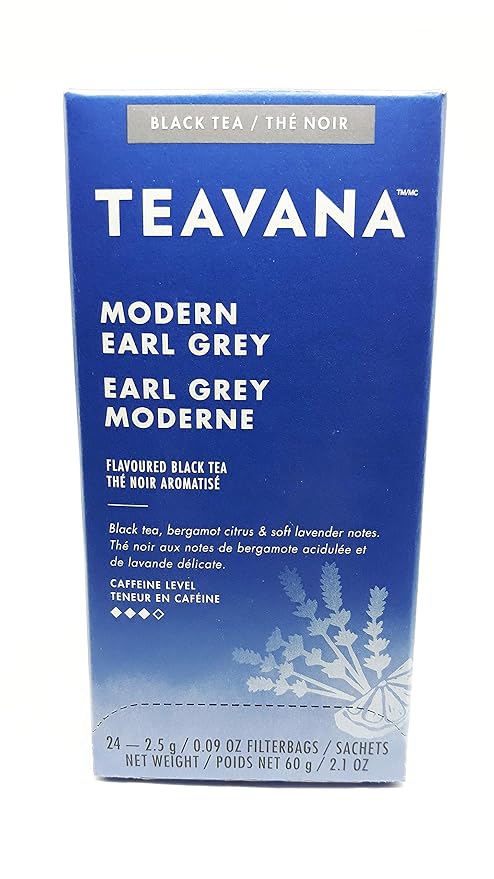 BLACK TEA / THÉ NOIR
TEAVANA™/MC
MODERN
EARL GREY
EARL GREY
MODERNE
FLAVOURED BLACK TEA
THÉ NOIR AROMATISÉ
Black tea, bergamot citrus & soft lavender notes.
Thé noir aux notes de bergamote acidulée et
de lavande délicate.
CAFFEINE LEVEL
TENEUR EN CAFÉINE
24 — 2.5 g / 0.09 OZ FILTERBAGS / SACHETS
NET WEIGHT / POIDS NET 60 g / 2.1 OZ